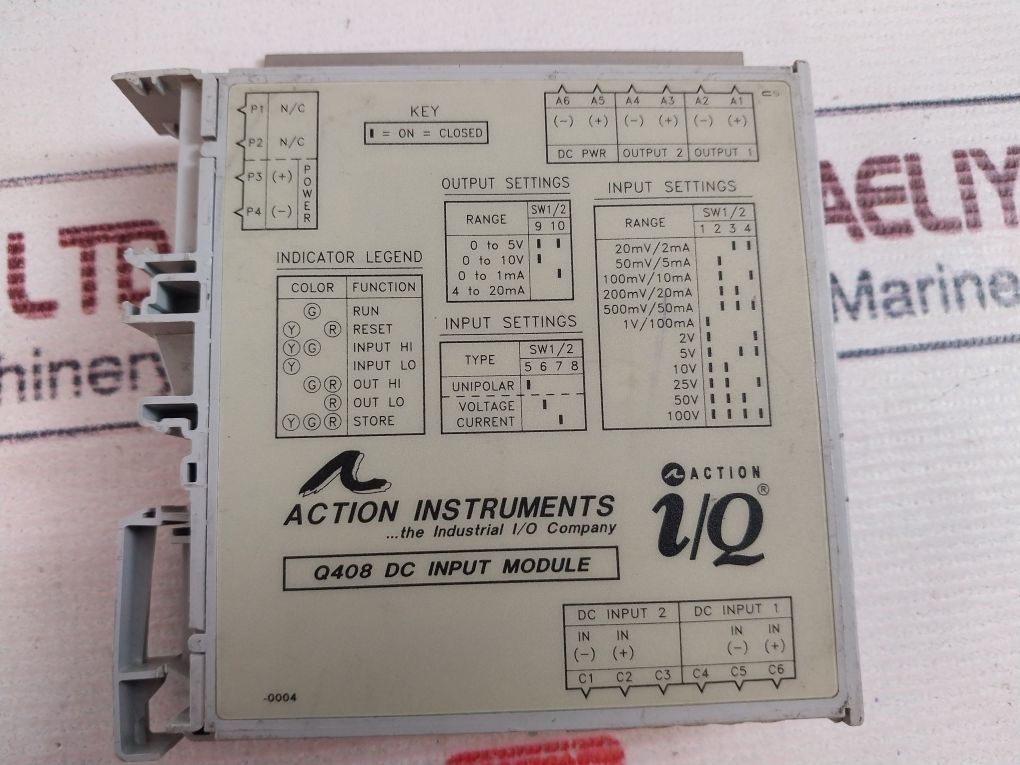 P1 N/C
P2 N/C
P3 (+)
P4 (-)
POWER
KEY
= ON = CLOSED
A6 A5 A4 A3 A2 A1
(-) (+) (-) (+) (-) (+)
DC PWR OUTPUT 2 OUTPUT 1
OUTPUT SETTINGS
RANGE SW1/2
9 10
0 to 5V
0 to 10V
0 to 1mA
4 to 20mA
INPUT SETTINGS
RANGE SW1/2
1 2 3 4
20mV/2mA
50mV/5mA
100mV/10mA
200mV/20mA
500mV/50mA
1V/100mA
2V
5V
10V
25V
50V
100V
INDICATOR LEGEND
COLOR FUNCTION
G RUN
Y R RESET
Y G INPUT HI
Y INPUT LO
G R OUT HI
R OUT LO
Y G R STORE
INPUT SETTINGS
TYPE SW1/2
5 6 7 8
UNIPOLAR
VOLTAGE
CURRENT
ACTION INSTRUMENTS
...the Industrial I/O Company
Q408 DC INPUT MODULE
ACTION
i/Q®
DC INPUT 2 DC INPUT 1
IN IN IN IN
(-) (+) (-) (+)
C1 C2 C3 C4 C5 C6
-0004
LTD
hinery
AELIY
Marine